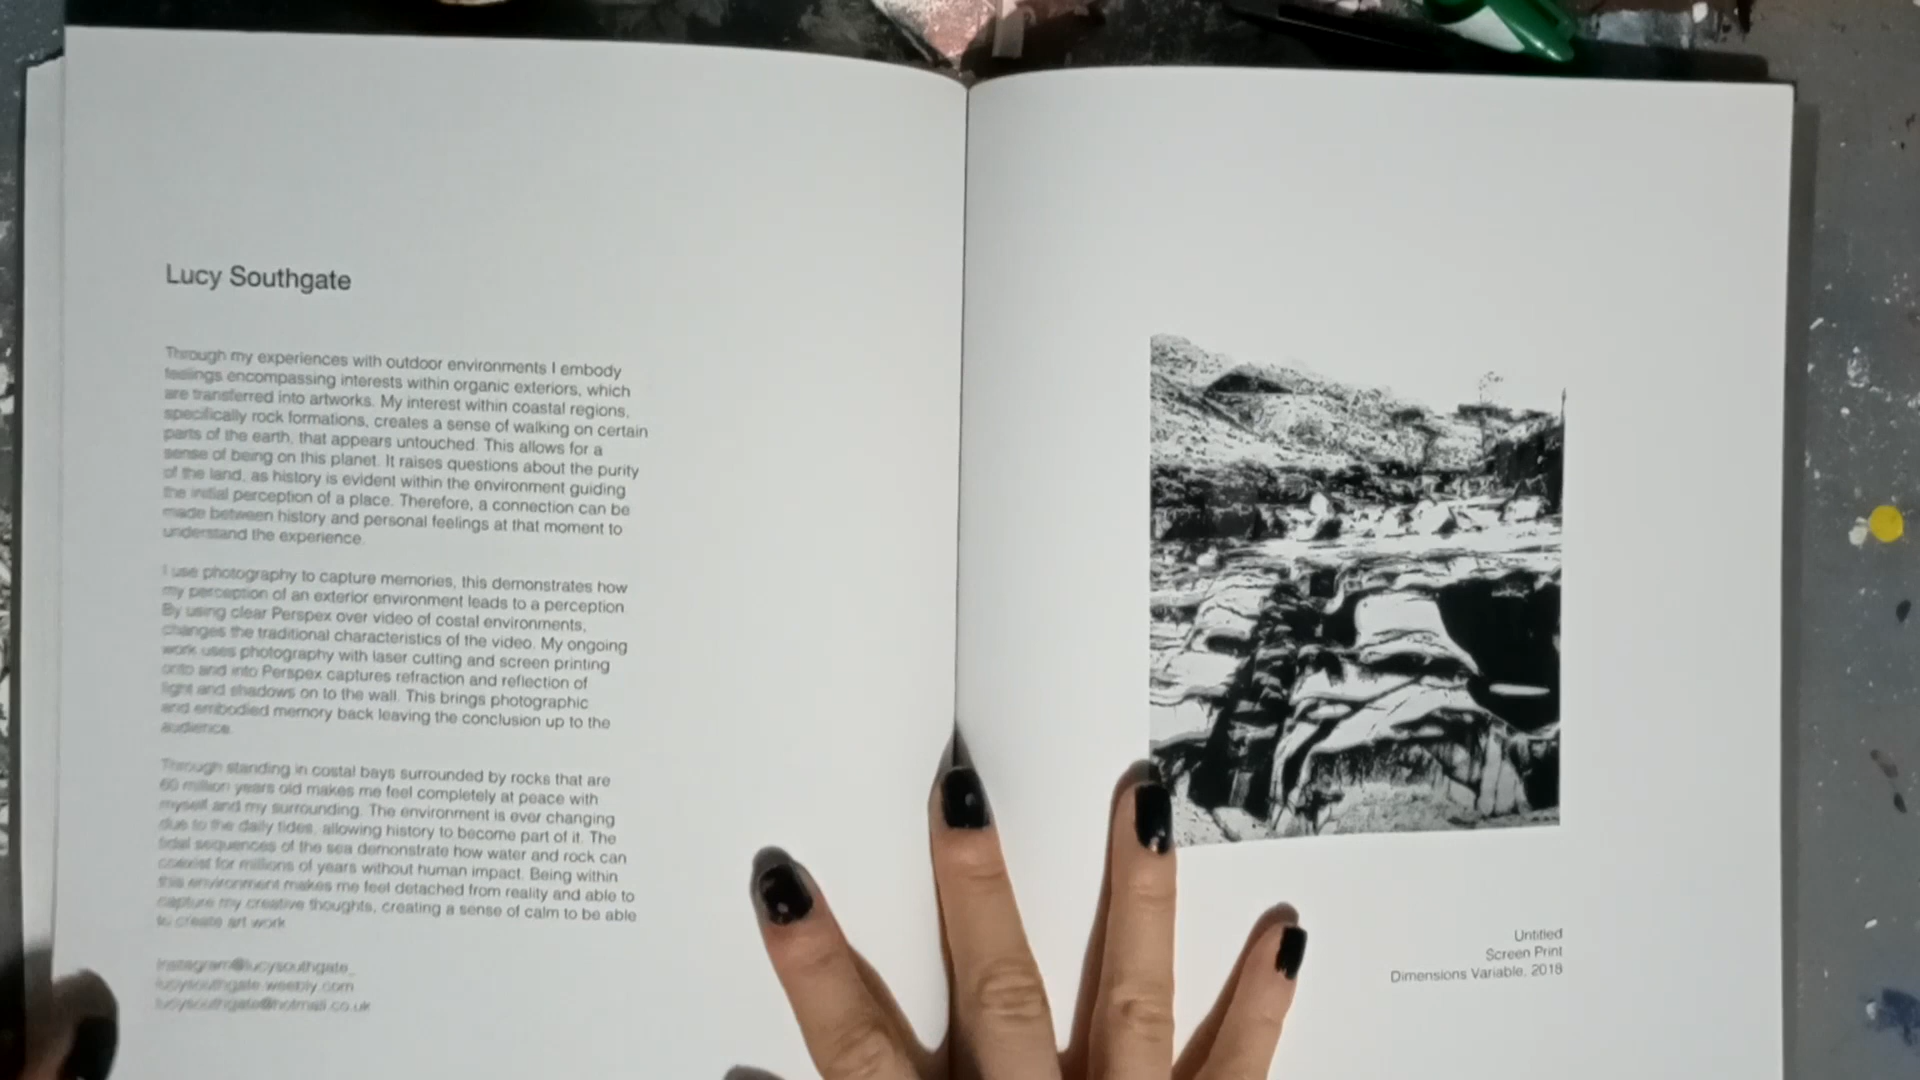 Lucy Southgate
Through my experiences with outdoor environments I embody
feelings encompassing interests within organic exteriors, which
are transferred into artworks. My interest within coastal regions,
specifically rock formations, creates a sense of walking on certain
parts of the earth, that appears untouched. This allows for a
sense of being on this planet. It raises questions about the purity
of the land, as history is evident within the environment guiding
the initial perception of a place. Therefore, a connection can be
made between history and personal feelings at that moment to
understand the experience.
I use photography to capture memories, this demonstrates how
my perception of an exterior environment leads to a perception.
By using clear Perspex over video of costal environments,
changes the traditional characteristics of the video. My ongoing
work uses photography with laser cutting and screen printing
onto and into Perspex captures refraction and reflection of
light and shadows on to the wall. This brings photographic
and embodied memory back leaving the conclusion up to the
audience.
Through standing in costal bays surrounded by rocks that are
60 million years old makes me feel completely at peace with
myself and my surrounding. The environment is ever changing
due to the daily tides, allowing history to become part of it. The
tidal sequences of the sea demonstrate how water and rock can
coexist for millions of years without human impact. Being within
this environment makes me feel detached from reality and able to
capture my creative thoughts, creating a sense of calm to be able
to create art work.
Instagram@lucysouthgate_
lucysouthgate.weebly.com
lucysouthgate@hotmail.co.uk
Untitled
Screen Print
Dimensions Variable, 2018